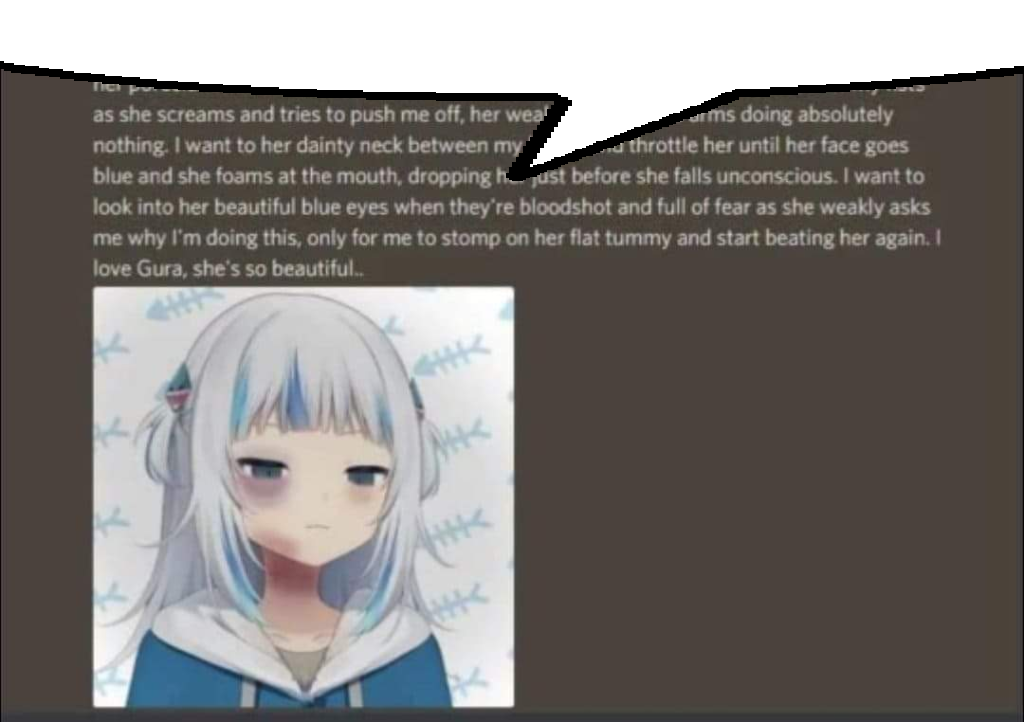 as she screams and tries to push me off, her doing absolutely
nothing. I want to her dainty neck between my throttle her until her face goes
blue and she foams at the mouth, dropping just before she falls unconscious. I want to
look into her beautiful blue eyes when they're bloodshot and full of fear as she weakly asks
me why I'm doing this, only for me to stomp on her flat tummy and start beating her again. I
love Gura, she's so beautiful..